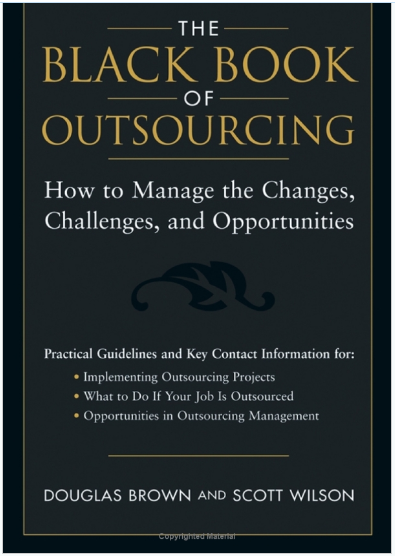 THE
BLACK BOOK
OF
OUTSOURCING
How to Manage the Changes,
Challenges, and Opportunities
Practical Guidelines and Key Contact Information for:
• Implementing Outsourcing Projects
• What to Do If Your Job Is Outsourced
• Opportunities in Outsourcing Management
DOUGLAS BROWN AND SCOTT WILSON
Copyrighted Material